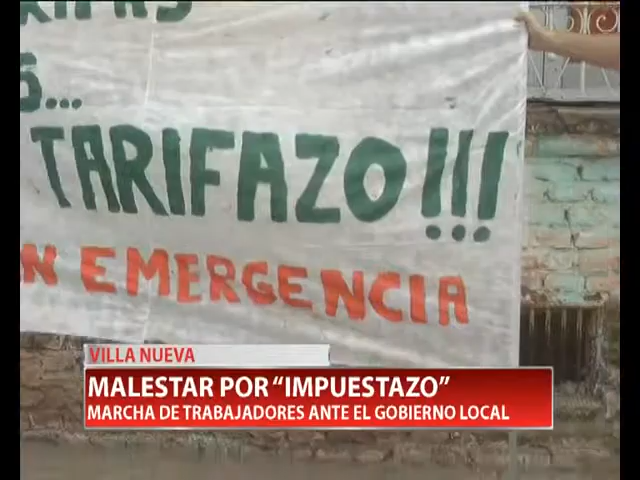 ...
TARIFAZO!!!
EMERGENCIA
VILLA NUEVA
MALESTAR POR “IMPUESTAZO”
MARCHA DE TRABAJADORES ANTE EL GOBIERNO LOCAL